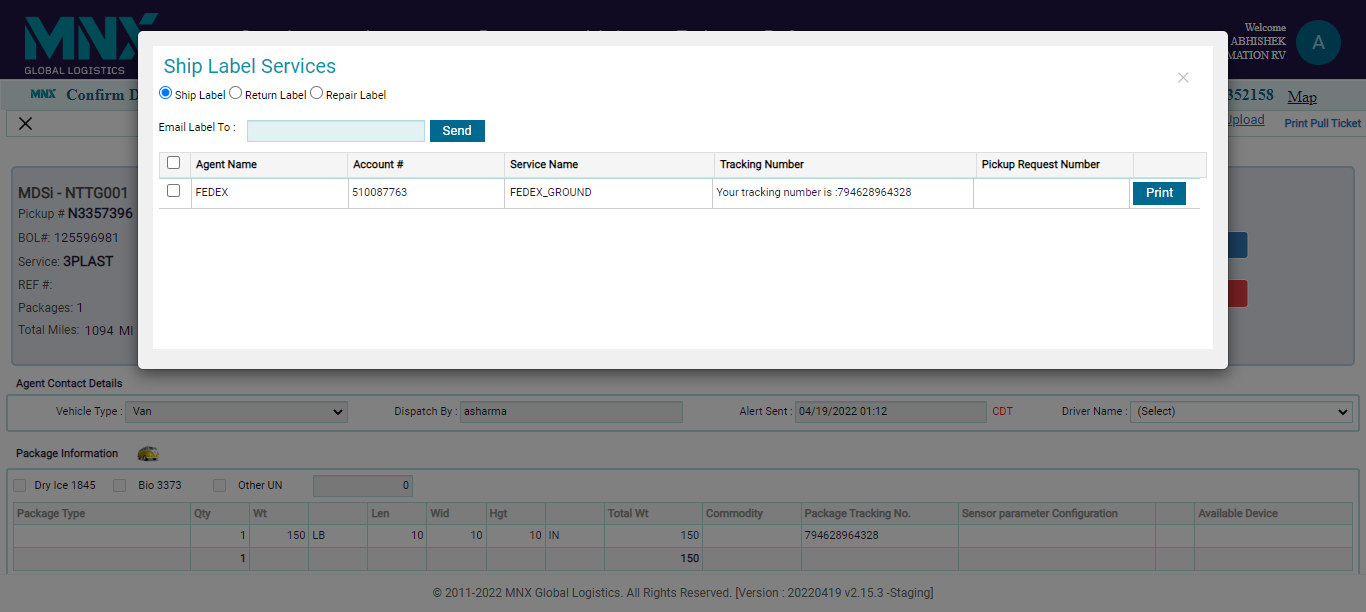 MNX
GLOBAL LOGISTICS
Welcome
ABHISHEK
MATION RV
A
MNX Confirm D
352158 Map
Upload Print Pull Ticket
Ship Label Services
Ship Label Return Label Repair Label
Email Label To : Send
Agent Name Account # Service Name Tracking Number Pickup Request Number
FEDEX 510087763 FEDEX_GROUND Your tracking number is :794628964328 Print
MDSi - NTTG001
Pickup # N3357396
BOL#: 125596981
Service: 3PLAST
REF #:
Packages: 1
Total Miles: 1094 MI
Agent Contact Details
Vehicle Type : Van Dispatch By : asharma Alert Sent : 04/19/2022 01:12 CDT Driver Name : (Select)
Package Information
Dry Ice 1845 Bio 3373 Other UN 0
Package Type Qty Wt Len Wid Hgt Total Wt Commodity Package Tracking No. Sensor parameter Configuration Available Device
1 150 LB 10 10 10 IN 150 794628964328
1 150
© 2011-2022 MNX Global Logistics. All Rights Reserved. [Version : 20220419 v2.15.3 -Staging]